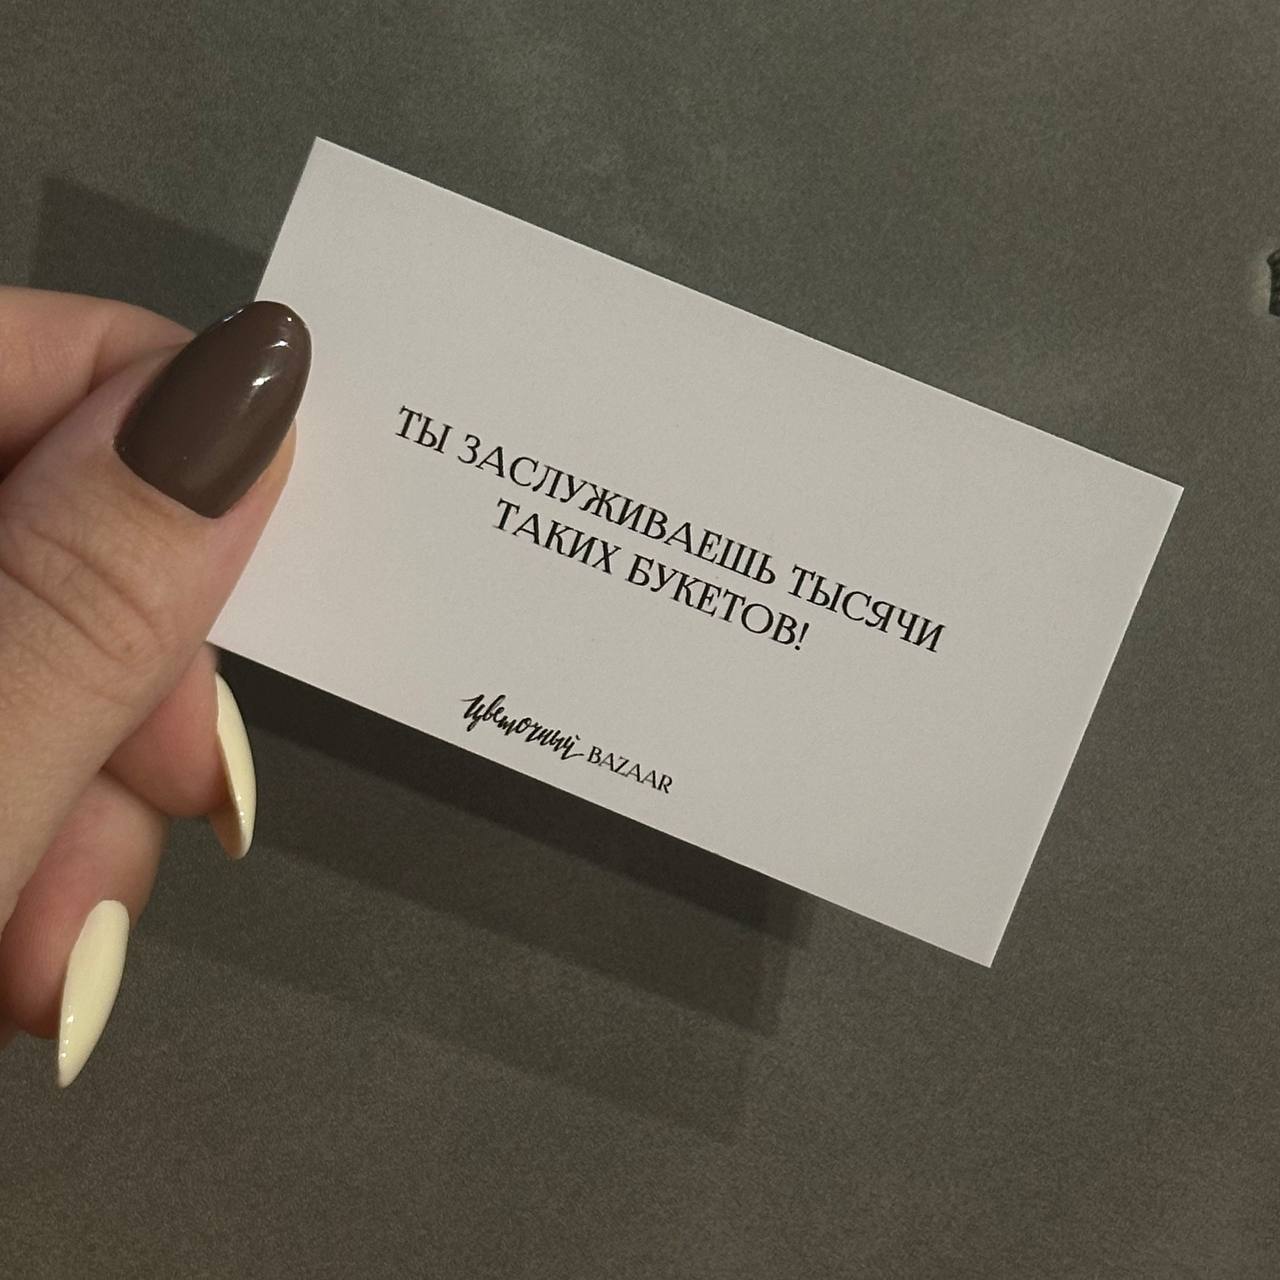 ТЫ ЗАСЛУЖИВАЕШЬ ТЫСЯЧИ
ТАКИХ БУКЕТОВ!
Цветочный BAZAAR